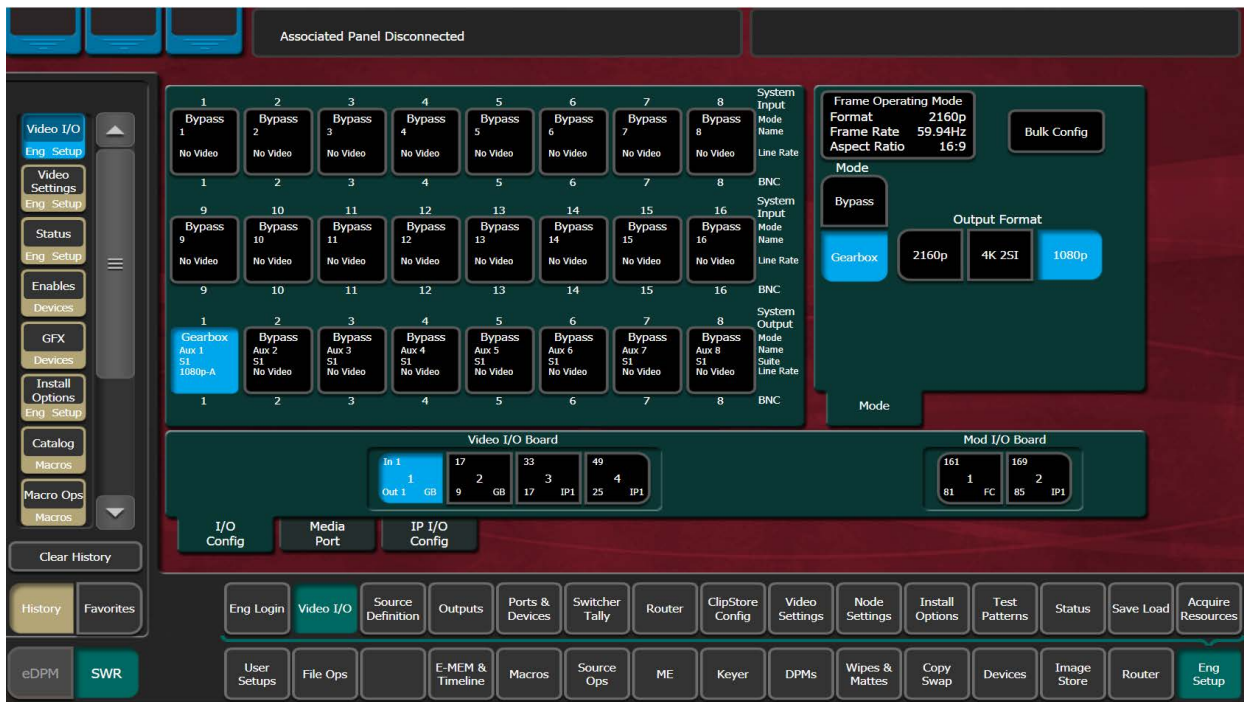 Associated Panel Disconnected
Video I/O
Eng Setup
Video
Settings
Eng Setup
Status
Eng Setup
Enables
Devices
GFX
Devices
Install
Options
Eng Setup
Catalog
Macros
Macro Ops
Macros
Clear History
History Favorites
eDPM SWR
1 2 3 4 5 6 7 8 System Input
Bypass Bypass Bypass Bypass Bypass Bypass Bypass Bypass Mode
1 2 3 4 5 6 7 8 Name
No Video No Video No Video No Video No Video No Video No Video No Video Line Rate
1 2 3 4 5 6 7 8 BNC
9 10 11 12 13 14 15 16 System Input
Bypass Bypass Bypass Bypass Bypass Bypass Bypass Bypass Mode
9 10 11 12 13 14 15 16 Name
No Video No Video No Video No Video No Video No Video No Video No Video Line Rate
9 10 11 12 13 14 15 16 BNC
1 2 3 4 5 6 7 8 System Output
Gearbox Bypass Bypass Bypass Bypass Bypass Bypass Bypass Mode
Aux 1 Aux 2 Aux 3 Aux 4 Aux 5 Aux 6 Aux 7 Aux 8 Name
S1 S1 S1 S1 S1 S1 S1 S1 Suite
1080p-A No Video No Video No Video No Video No Video No Video No Video Line Rate
1 2 3 4 5 6 7 8 BNC
Frame Operating Mode
Format 2160p
Frame Rate 59.94Hz
Aspect Ratio 16:9
Bulk Config
Mode
Bypass
Output Format
Gearbox 2160p 4K 2SI 1080p
Mode
Video I/O Board
In 1 17 33 49
1 2 3 4
Out 1 GB 9 GB 17 IP1 25 IP1
Mod I/O Board
161 169
1 2
81 FC 85 IP1
I/O
Config
Media
Port
IP I/O
Config
Eng Login
Video I/O
Source
Definition
Outputs
Ports &
Devices
Switcher
Tally
Router
ClipStore
Config
Video
Settings
Node
Settings
Install
Options
Test
Patterns
Status
Save Load
Acquire
Resources
User
Setups
File Ops
E-MEM &
Timeline
Macros
Source
Ops
ME
Keyer
DPMs
Wipes &
Mattes
Copy
Swap
Devices
Image
Store
Router
Eng
Setup